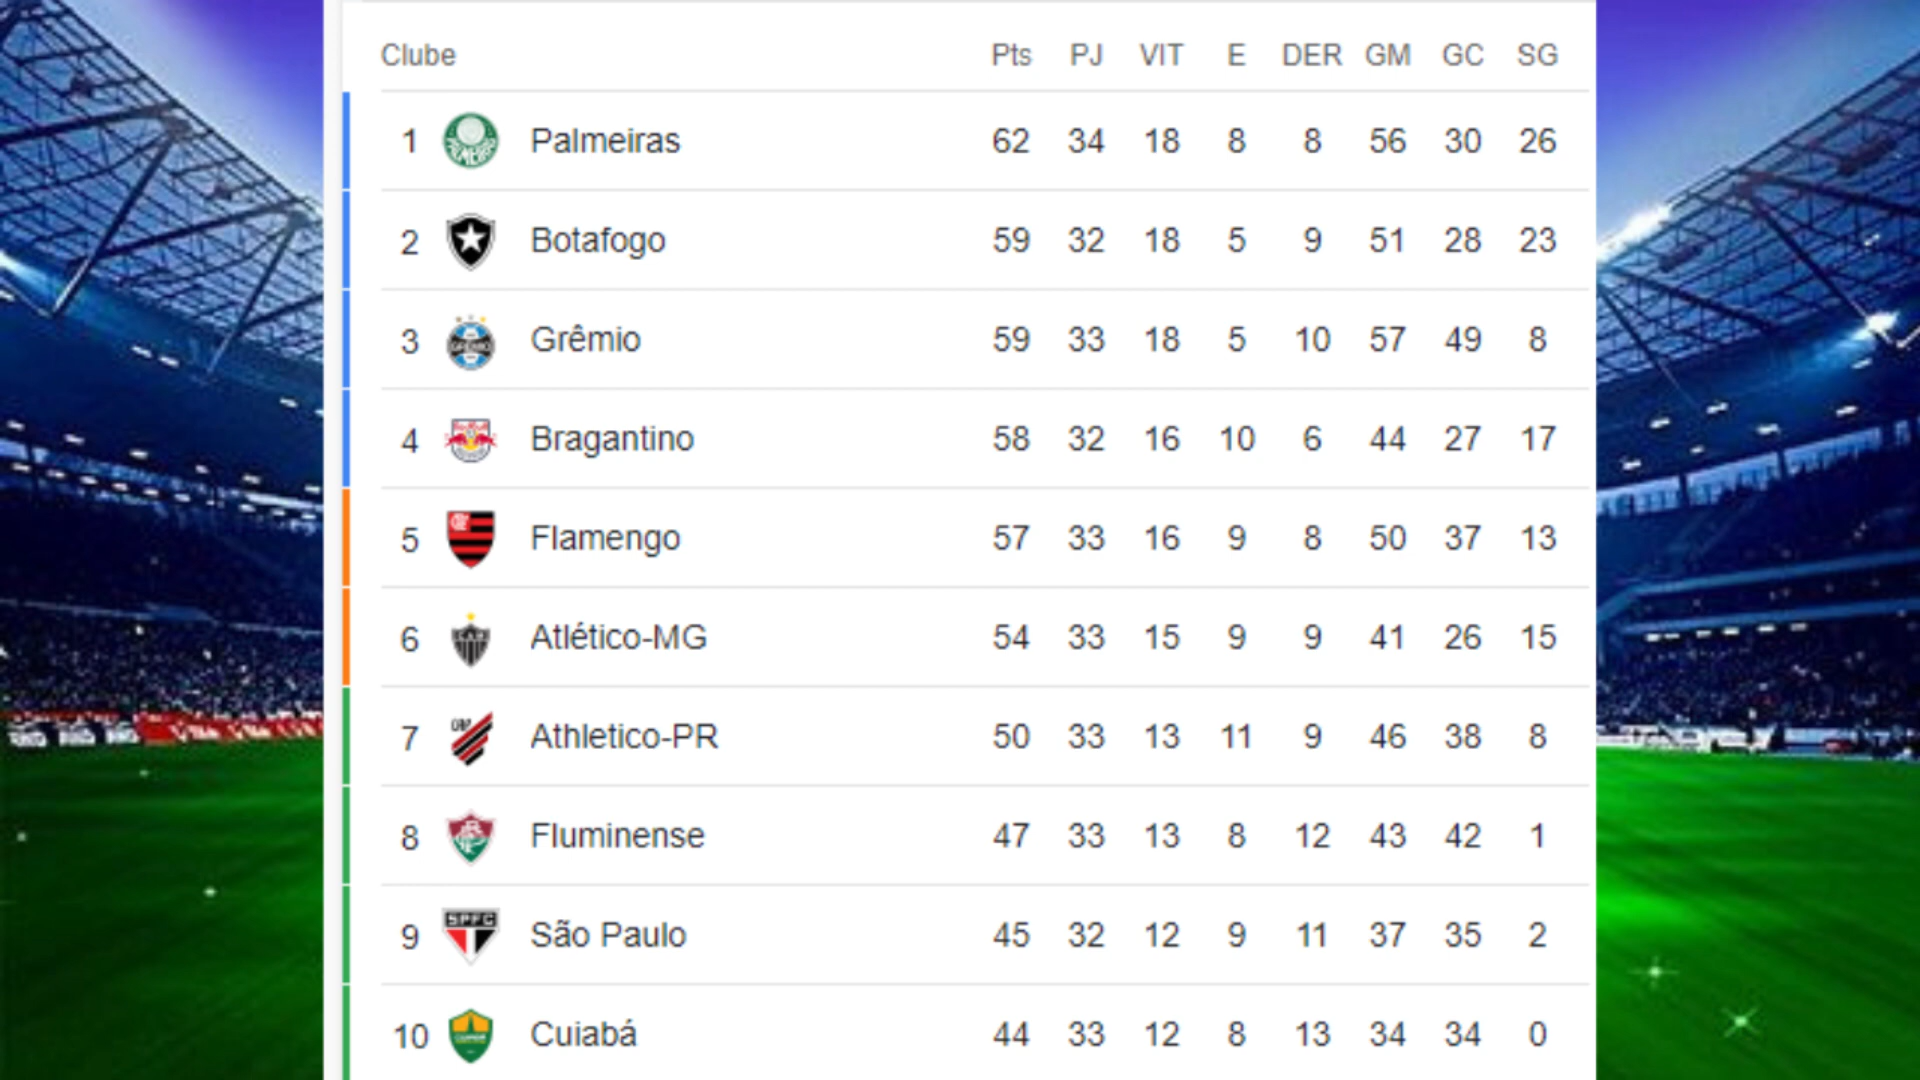 Clube Pts PJ VIT E DER GM GC SG
1 Palmeiras 62 34 18 8 8 56 30 26
2 Botafogo 59 32 18 5 9 51 28 23
3 Grêmio 59 33 18 5 10 57 49 8
4 Bragantino 58 32 16 10 6 44 27 17
5 Flamengo 57 33 16 9 8 50 37 13
6 Atlético-MG 54 33 15 9 9 41 26 15
7 Athletico-PR 50 33 13 11 9 46 38 8
8 Fluminense 47 33 13 8 12 43 42 1
9 SPFC São Paulo 45 32 12 9 11 37 35 2
10 Cuiabá 44 33 12 8 13 34 34 0